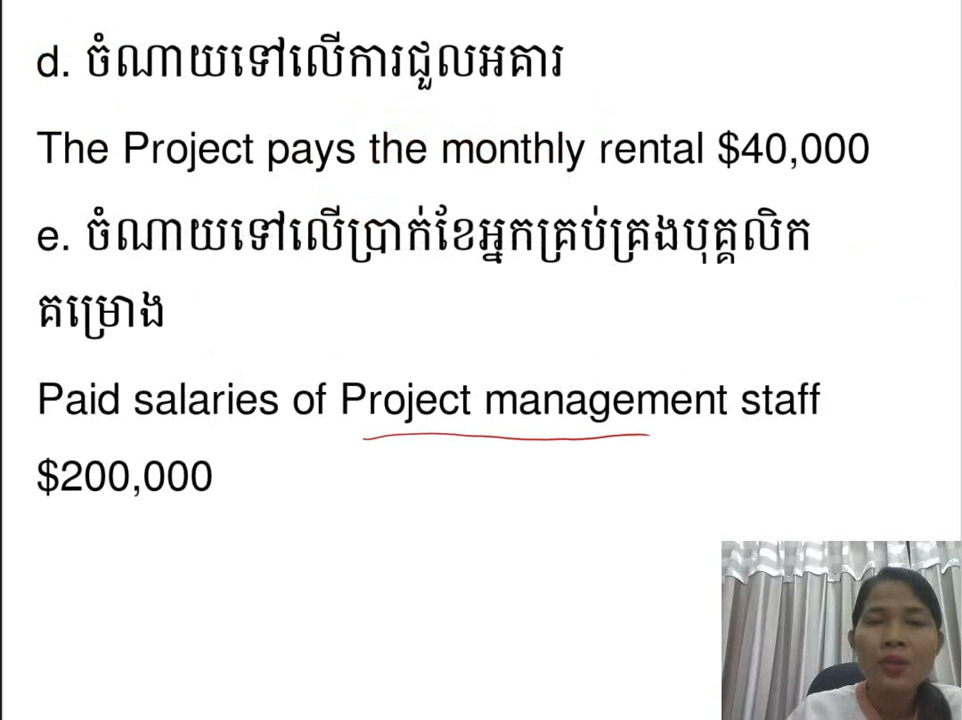 d. ចំណាយទៅលើការជួលអគារ
The Project pays the monthly rental $40,000
e. ចំណាយទៅលើប្រាក់ខែអ្នកគ្រប់គ្រងបុគ្គលិក
គម្រោង
Paid salaries of Project management staff
$200,000